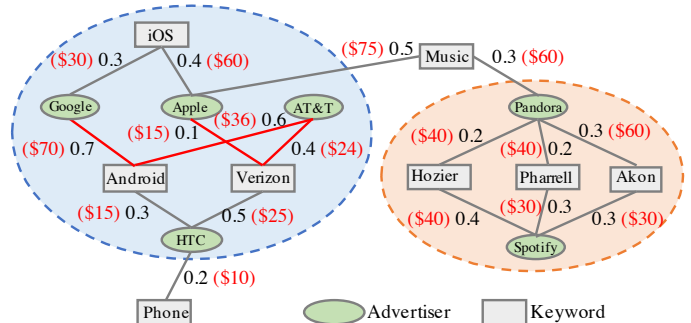 iOS
($30) 0.3
0.4 ($60)
($75) 0.5
Music
0.3 ($60)
Google
Apple
AT&T
Pandora
($15) 0.1
($36) 0.6
($70) 0.7
0.4 ($24)
($40) 0.2
($40) 0.2
0.3 ($60)
Android
Verizon
Hozier
Pharrell
Akon
($15) 0.3
0.5 ($25)
($40) 0.4
($30) 0.3
0.3 ($30)
HTC
Spotify
0.2 ($10)
Phone
Advertiser
Keyword